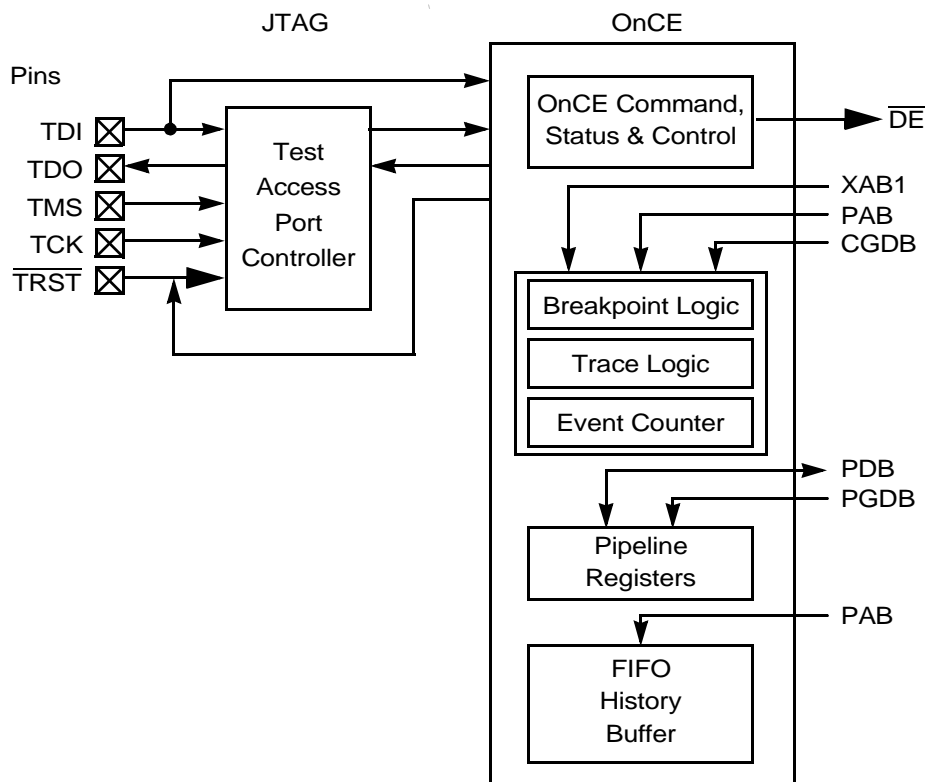 JTAG
OnCE
Pins
TDI
TDO
TMS
TCK
TRST
Test
Access
Port
Controller
OnCE Command,
Status & Control
DE
XAB1
PAB
CGDB
Breakpoint Logic
Trace Logic
Event Counter
PDB
PGDB
Pipeline
Registers
PAB
FIFO
History
Buffer